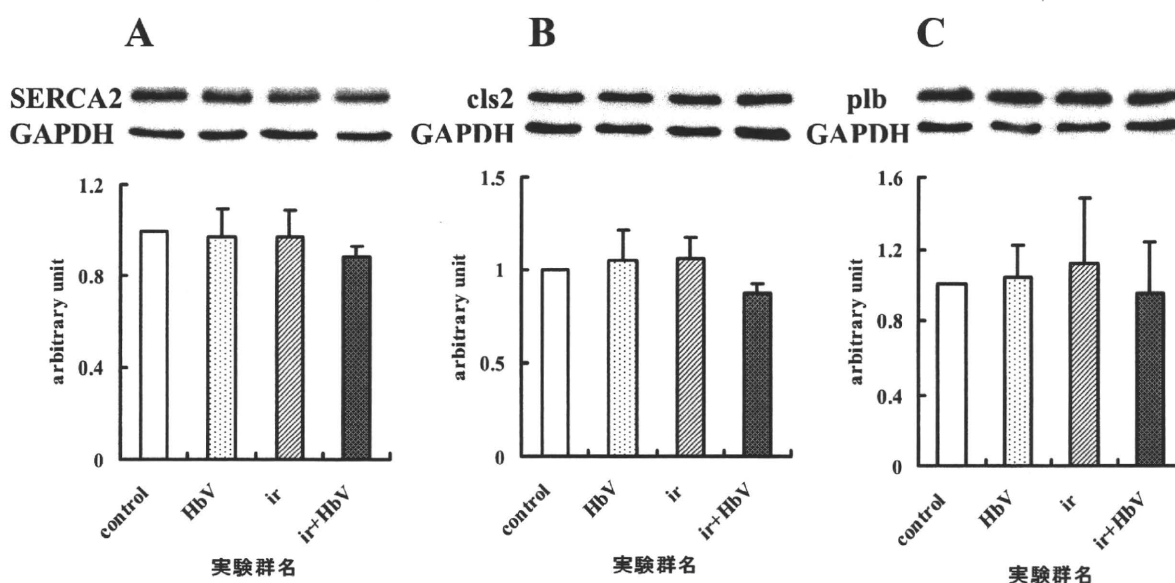 A
SERCA2
GAPDH
1.2
0.8
0.4
0
arbitrary unit
control
HbV
ir
ir+HbV
実験群名
B
cls2
GAPDH
1.5
1
0.5
0
arbitrary unit
control
HbV
ir
ir+HbV
実験群名
C
plb
GAPDH
1.6
1.2
0.8
0.4
0
arbitrary unit
control
HbV
ir
ir+HbV
実験群名